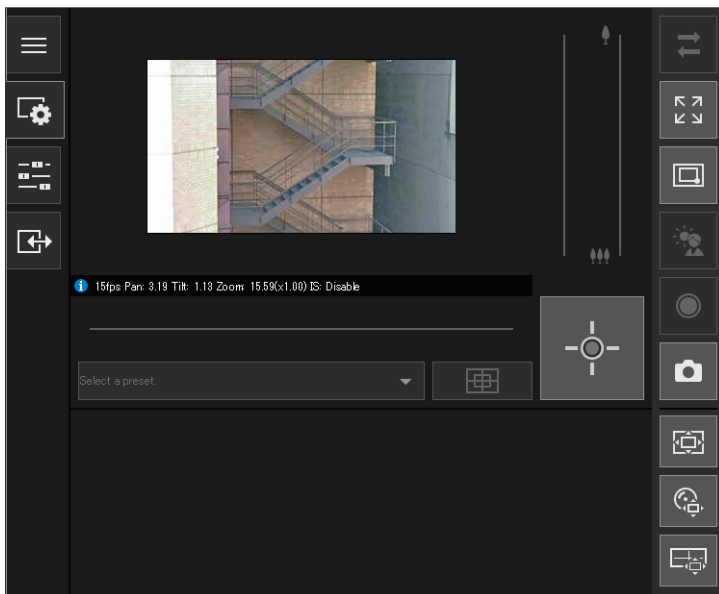 15fps Pan: 3.19 Tilt: 1.13 Zoom: 15.59(x1.00) IS: Disable
Select a preset.